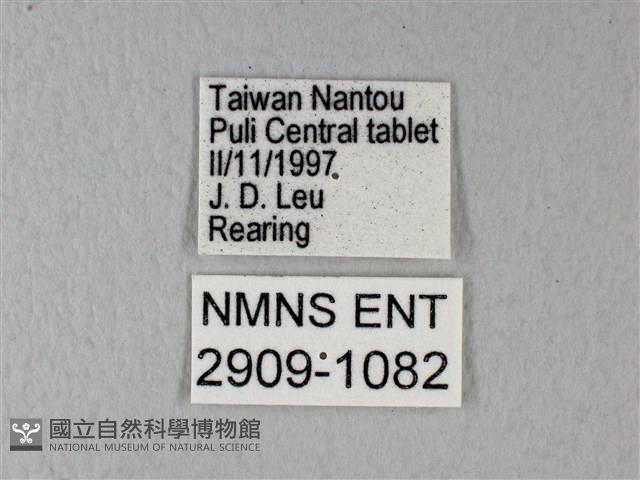 Taiwan Nantou
Puli Central tablet
II/11/1997
J. D. Leu
Rearing
NMNS ENT
2909-1082
國立自然科學博物館
NATIONAL MUSEUM OF NATURAL SCIENCE